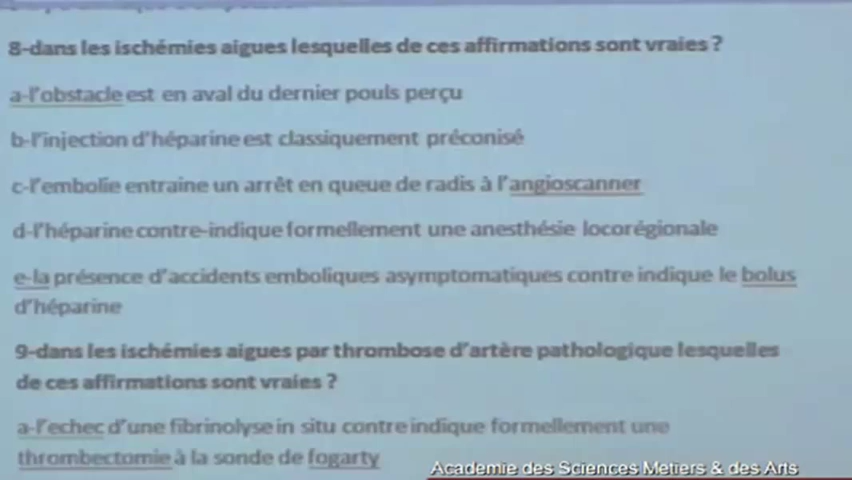 8-dans les ischémies aigues lesquelles de ces affirmations sont vraies ?
a-l'obstacle est en aval du dernier pouls perçu
b-l'injection d'héparine est classiquement préconisé
c-l'embolie entraine un arrêt en queue de radis à l'angioscanner
d-l'héparine contre-indique formellement une anesthésie locorégionale
e-la présence d'accidents emboliques asymptomatiques contre indique le bolus
d'héparine
9-dans les ischémies aigues par thrombose d'artère pathologique lesquelles
de ces affirmations sont vraies ?
a-l'echec d'une fibrinolyse in situ contre indique formellement une
thrombectomie à la sonde de fogarty
Academie des Sciences Metiers & des Arts